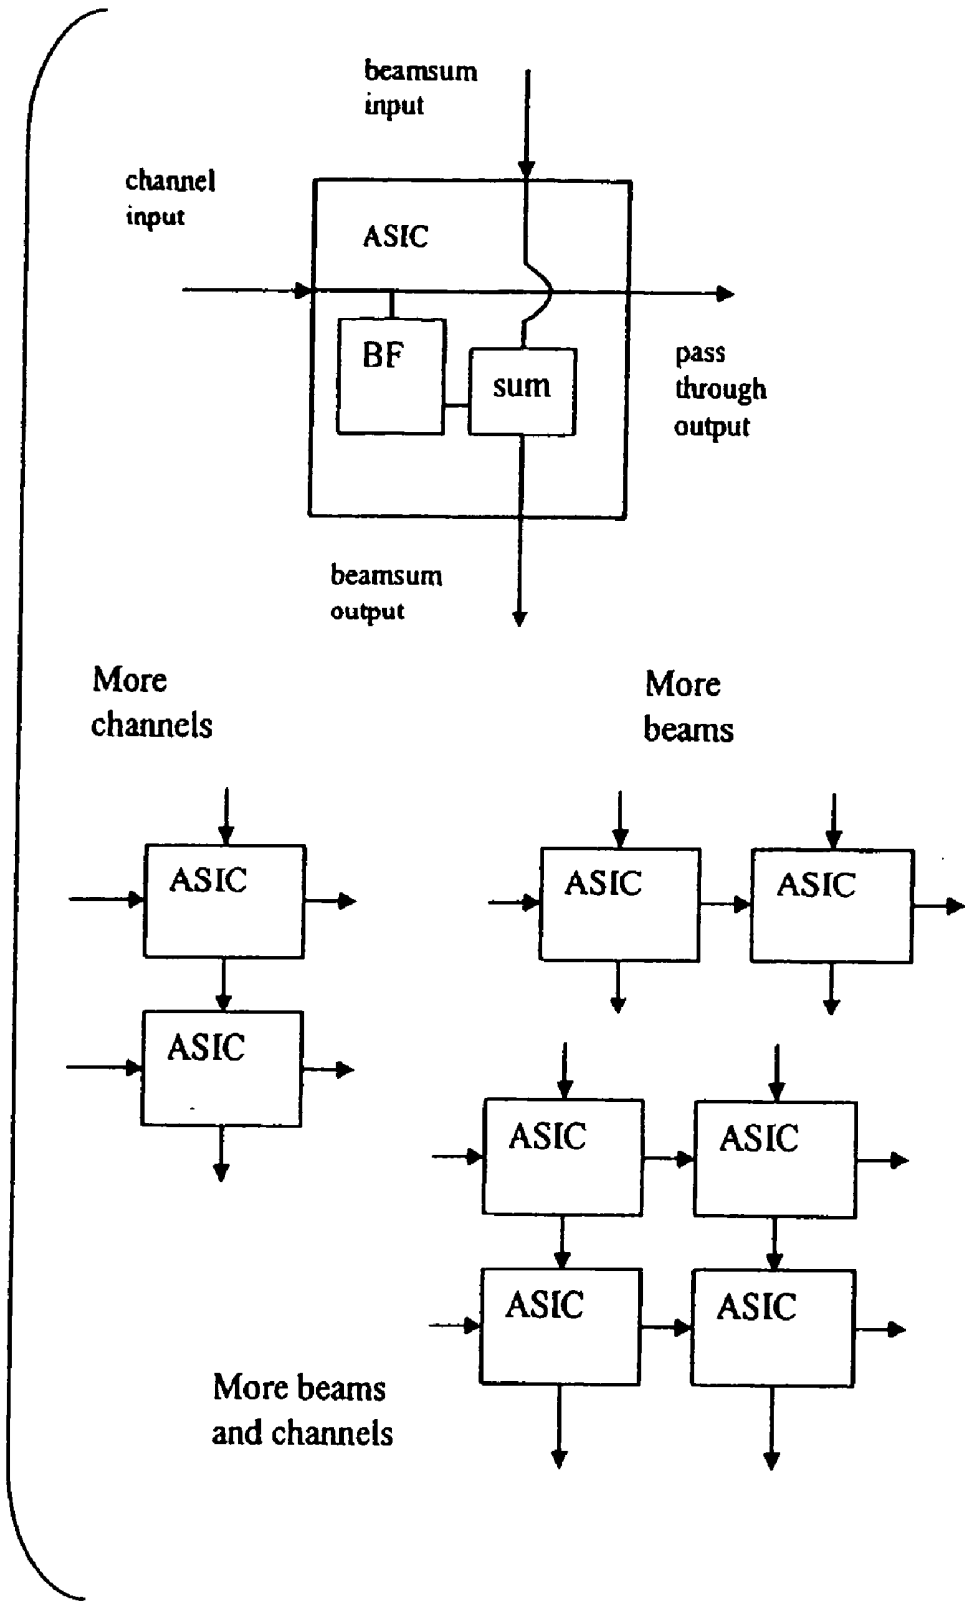 beamsum
input
channel
input
ASIC
BF
sum
pass
through
output
beamsum
output
More
channels
More
beams
ASIC
ASIC
ASIC
ASIC
ASIC
ASIC
ASIC
ASIC
More beams
and channels